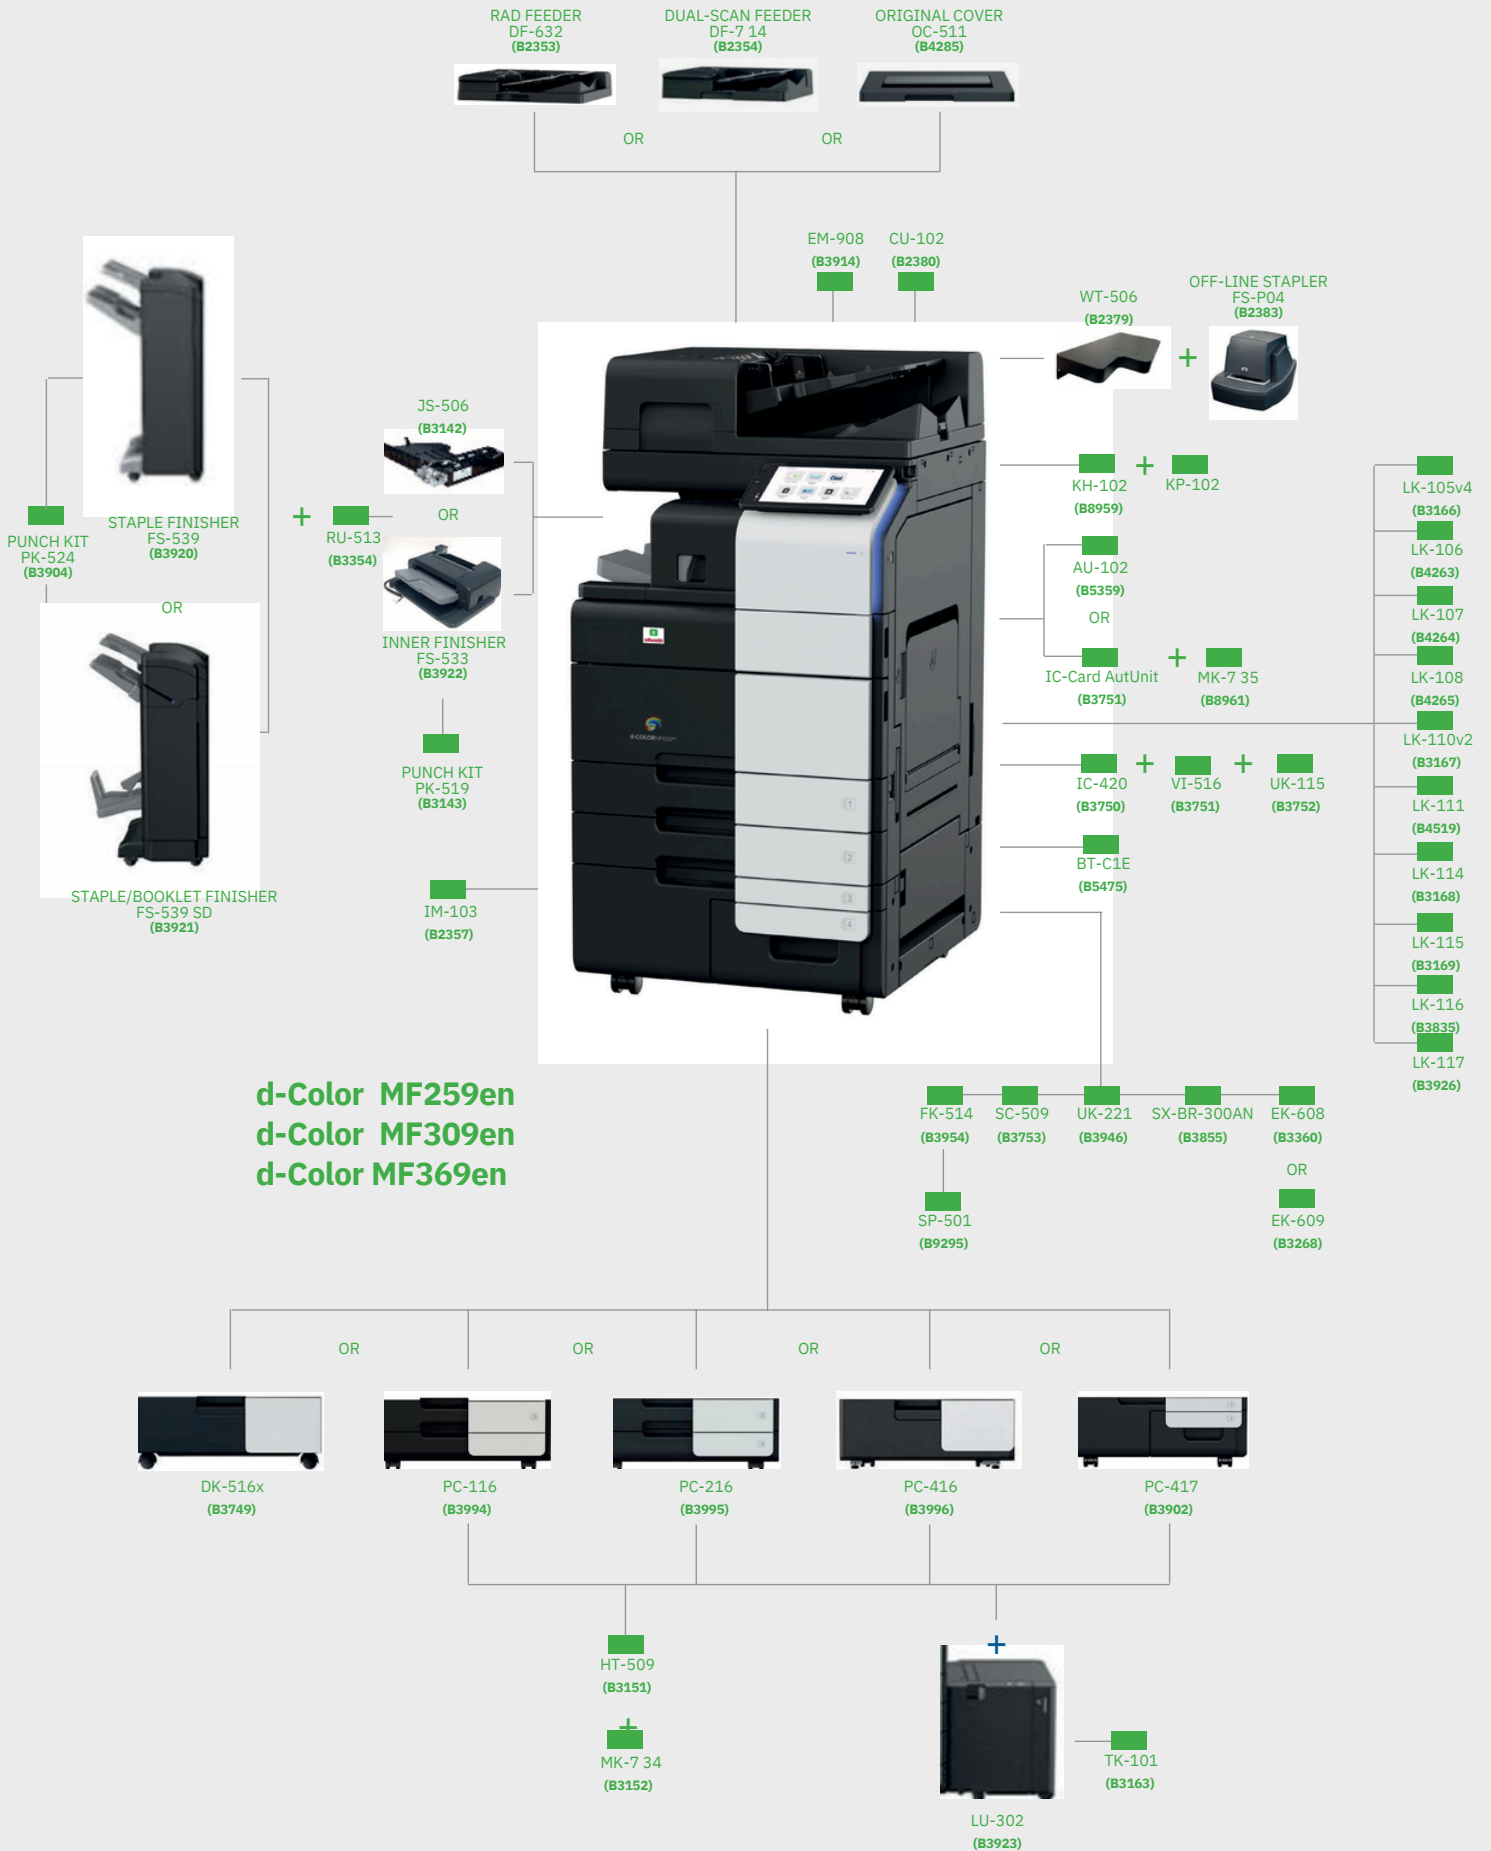 RAD FEEDER
DF-632
(B2353)
DUAL-SCAN FEEDER
DF-7 14
(B2354)
ORIGINAL COVER
OC-511
(B4285)
OR
OR
EM-908
(B3914)
CU-102
(B2380)
WT-506
(B2379)
+
OFF-LINE STAPLER
FS-P04
(B2383)
PUNCH KIT
PK-524
(B3904)
STAPLE FINISHER
FS-539
(B3920)
OR
STAPLE/BOOKLET FINISHER
FS-539 SD
(B3921)
+
RU-513
(B3354)
JS-506
(B3142)
OR
INNER FINISHER
FS-533
(B3922)
PUNCH KIT
PK-519
(B3143)
IM-103
(B2357)
d-COLOR
1
2
3
4
KH-102
(B8959)
+
KP-102
AU-102
(B5359)
OR
IC-Card AutUnit
(B3751)
+
MK-7 35
(B8961)
IC-420
(B3750)
+
VI-516
(B3751)
+
UK-115
(B3752)
BT-C1E
(B5475)
LK-105v4
(B3166)
LK-106
(B4263)
LK-107
(B4264)
LK-108
(B4265)
LK-110v2
(B3167)
LK-111
(B4519)
LK-114
(B3168)
LK-115
(B3169)
LK-116
(B3835)
LK-117
(B3926)
d-Color MF259en
d-Color MF309en
d-Color MF369en
FK-514
(B3954)
SC-509
(B3753)
UK-221
(B3946)
SX-BR-300AN
(B3855)
EK-608
(B3360)
OR
SP-501
(B9295)
EK-609
(B3268)
OR
OR
OR
OR
DK-516x
(B3749)
PC-116
(B3994)
PC-216
(B3995)
PC-416
(B3996)
PC-417
(B3902)
HT-509
(B3151)
+
MK-7 34
(B3152)
+
LU-302
(B3923)
TK-101
(B3163)